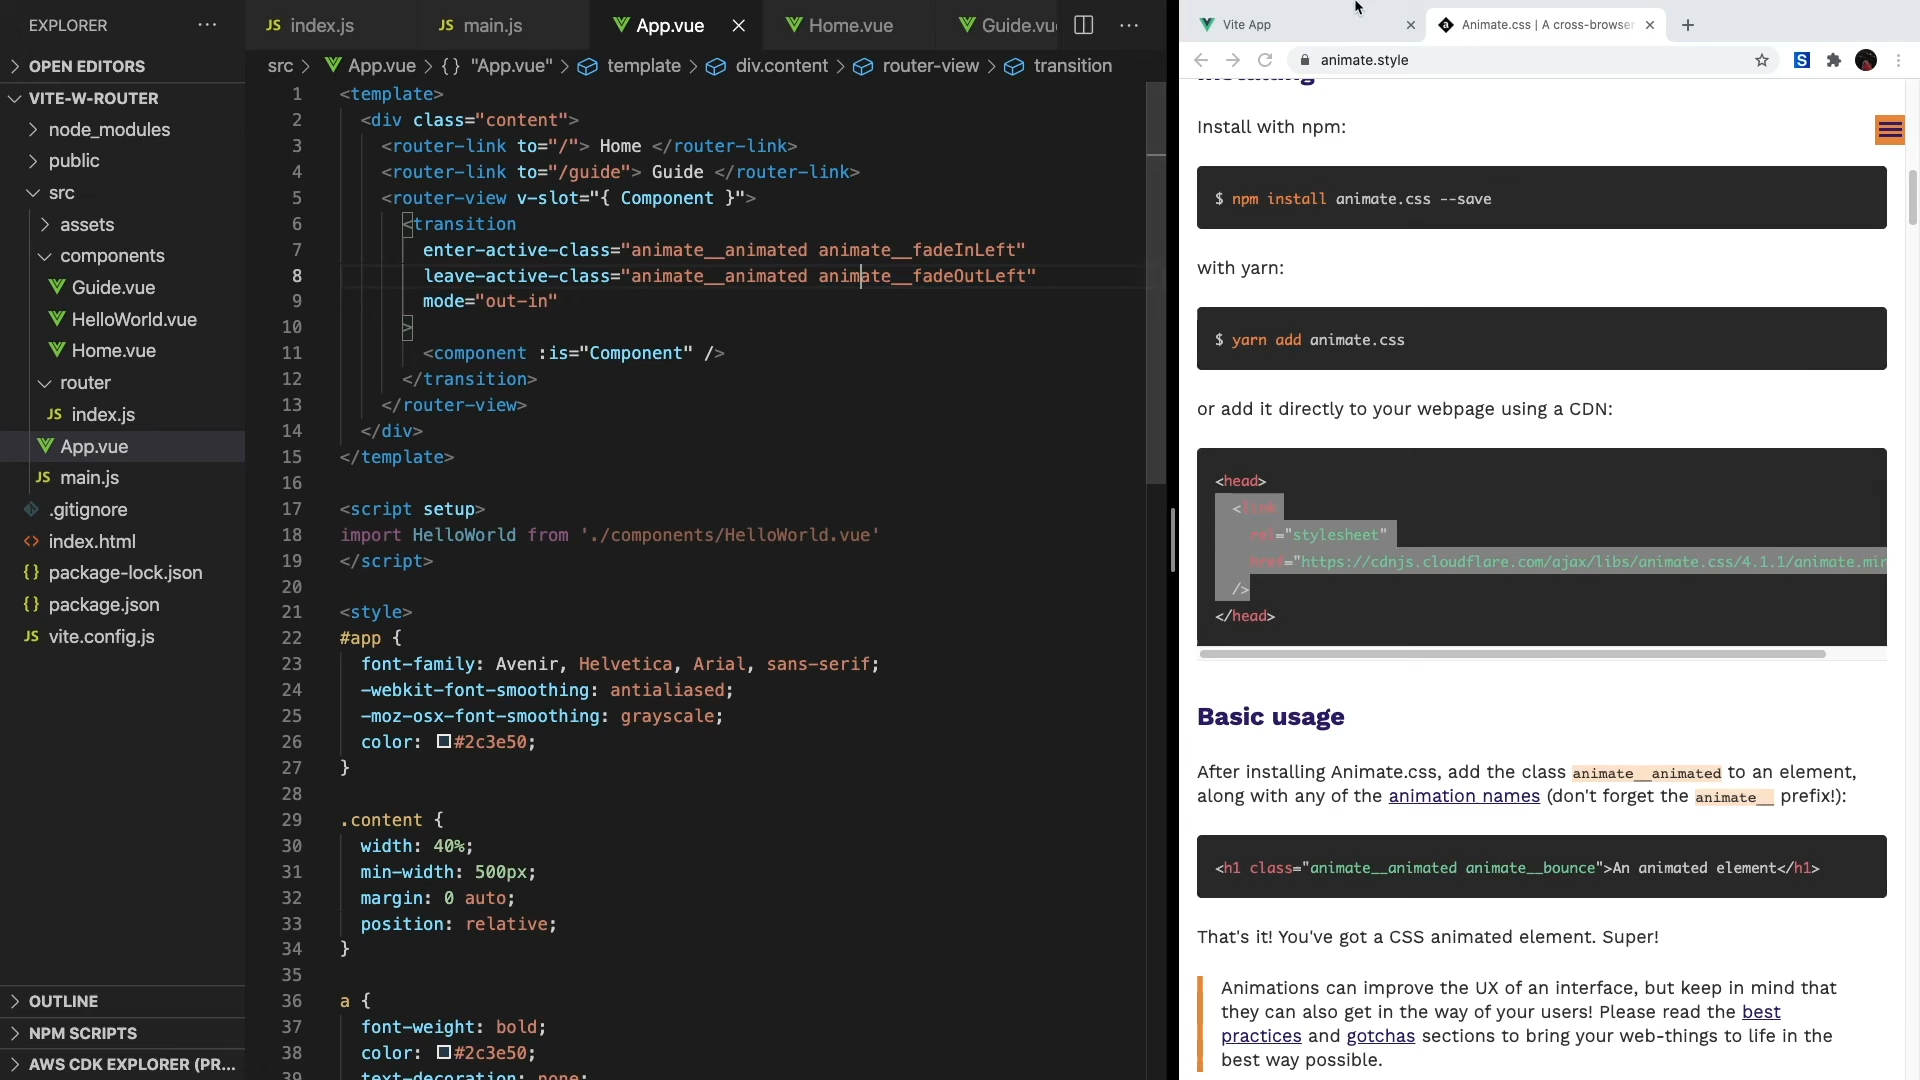 EXPLORER
OPEN EDITORS
VITE-W-ROUTER
node_modules
public
src
assets
components
Guide.vue
HelloWorld.vue
Home.vue
router
JS index.js
App.vue
JS main.js
.gitignore
<> index.html
{} package-lock.json
{} package.json
JS vite.config.js
OUTLINE
NPM SCRIPTS
AWS CDK EXPLORER (PR...
JS index.js
JS main.js
App.vue
Home.vue
Guide.vu
src > App.vue > {} "App.vue" > template > div.content > router-view > transition
1 <template>
2 <div class="content">
3 <router-link to="/"> Home </router-link>
4 <router-link to="/guide"> Guide </router-link>
5 <router-view v-slot="{ Component }">
6 <transition
7 enter-active-class="animate__animated animate__fadeInLeft"
8 leave-active-class="animate__animated animate__fadeOutLeft"
9 mode="out-in"
10 >
11 <component :is="Component" />
12 </transition>
13 </router-view>
14 </div>
15 </template>
16
17 <script setup>
18 import HelloWorld from './components/HelloWorld.vue'
19 </script>
20
21 <style>
22 #app {
23 font-family: Avenir, Helvetica, Arial, sans-serif;
24 -webkit-font-smoothing: antialiased;
25 -moz-osx-font-smoothing: grayscale;
26 color: #2c3e50;
27 }
28
29 .content {
30 width: 40%;
31 min-width: 500px;
32 margin: 0 auto;
33 position: relative;
34 }
35
36 a {
37 font-weight: bold;
38 color: #2c3e50;
39 text-decoration: none;
Vite App
Animate.css | A cross-browser
animate.style
Installing
Install with npm:
$ npm install animate.css --save
with yarn:
$ yarn add animate.css
or add it directly to your webpage using a CDN:
<head>
<link
rel="stylesheet"
href="https://cdnjs.cloudflare.com/ajax/libs/animate.css/4.1.1/animate.min
/>
</head>
Basic usage
After installing Animate.css, add the class animate__animated to an element,
along with any of the animation names (don't forget the animate__ prefix!):
<h1 class="animate__animated animate__bounce">An animated element</h1>
That's it! You've got a CSS animated element. Super!
Animations can improve the UX of an interface, but keep in mind that
they can also get in the way of your users! Please read the best
practices and gotchas sections to bring your web-things to life in the
best way possible.